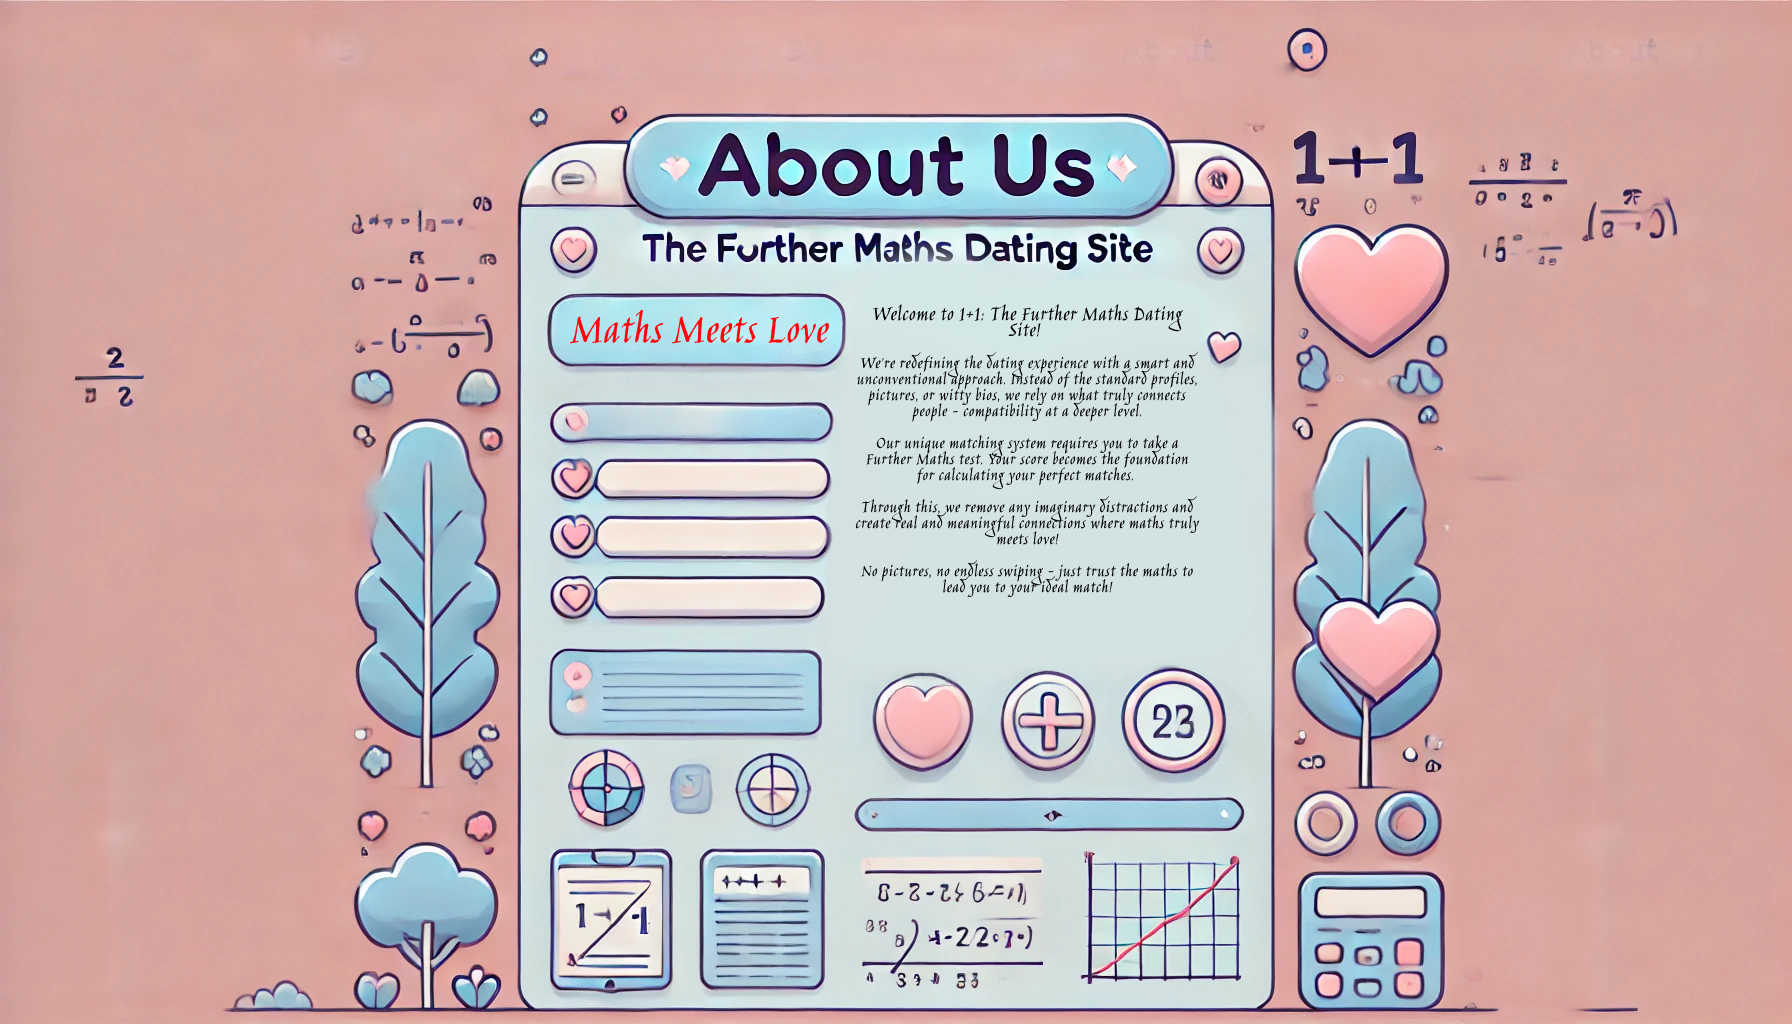 About Us
1+1
The Further Maths Dating Site
Maths Meets Love
Welcome to 1+1: The Further Maths Dating
Site!
We're redefining the dating experience with a smart and
unconventional approach. Instead of the standard profiles,
pictures, or witty bios, we rely on what truly connects
people - compatibility at a deeper level.
Our unique matching system requires you to take a
Further Maths test. Your score becomes the foundation
for calculating your perfect matches.
Through this, we remove any imaginary distractions and
create real and meaningful connections where maths truly
meets love!
No pictures, no endless swiping - just trust the maths to
lead you to your ideal match!
23